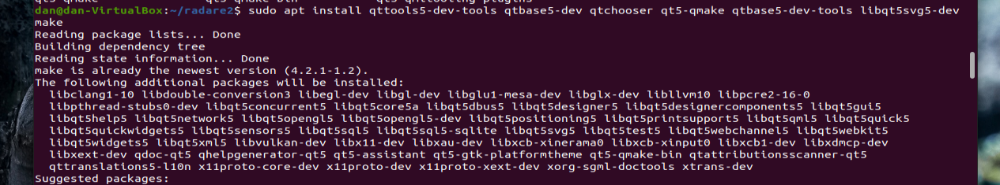 dan@dan-VirtualBox:~/radare2$ sudo apt install qttools5-dev-tools qtbase5-dev qtchooser qt5-qmake qtbase5-dev-tools libqt5svg5-dev
make
Reading package lists... Done
Building dependency tree
Reading state information... Done
make is already the newest version (4.2.1-1.2).
The following additional packages will be installed:
  libclang1-10 libdouble-conversion3 libegl-dev libgl-dev libglu1-mesa-dev libglx-dev libllvm10 libpcre2-16-0
  libpthread-stubs0-dev libqt5concurrent5 libqt5core5a libqt5dbus5 libqt5designer5 libqt5designercomponents5 libqt5gui5
  libqt5help5 libqt5network5 libqt5opengl5 libqt5opengl5-dev libqt5positioning5 libqt5printsupport5 libqt5qml5 libqt5quick5
  libqt5quickwidgets5 libqt5sensors5 libqt5sql5 libqt5sql5-sqlite libqt5svg5 libqt5test5 libqt5webchannel5 libqt5webkit5
  libqt5widgets5 libqt5xml5 libvulkan-dev libx11-dev libxau-dev libxcb-xinerama0 libxcb-xinput0 libxcb1-dev libxdmcp-dev
  libxext-dev qdoc-qt5 qhelpgenerator-qt5 qt5-assistant qt5-gtk-platformtheme qt5-qmake-bin qtattributionsscanner-qt5
  qttranslations5-l10n x11proto-core-dev x11proto-dev x11proto-xext-dev xorg-sgml-doctools xtrans-dev
Suggested packages: